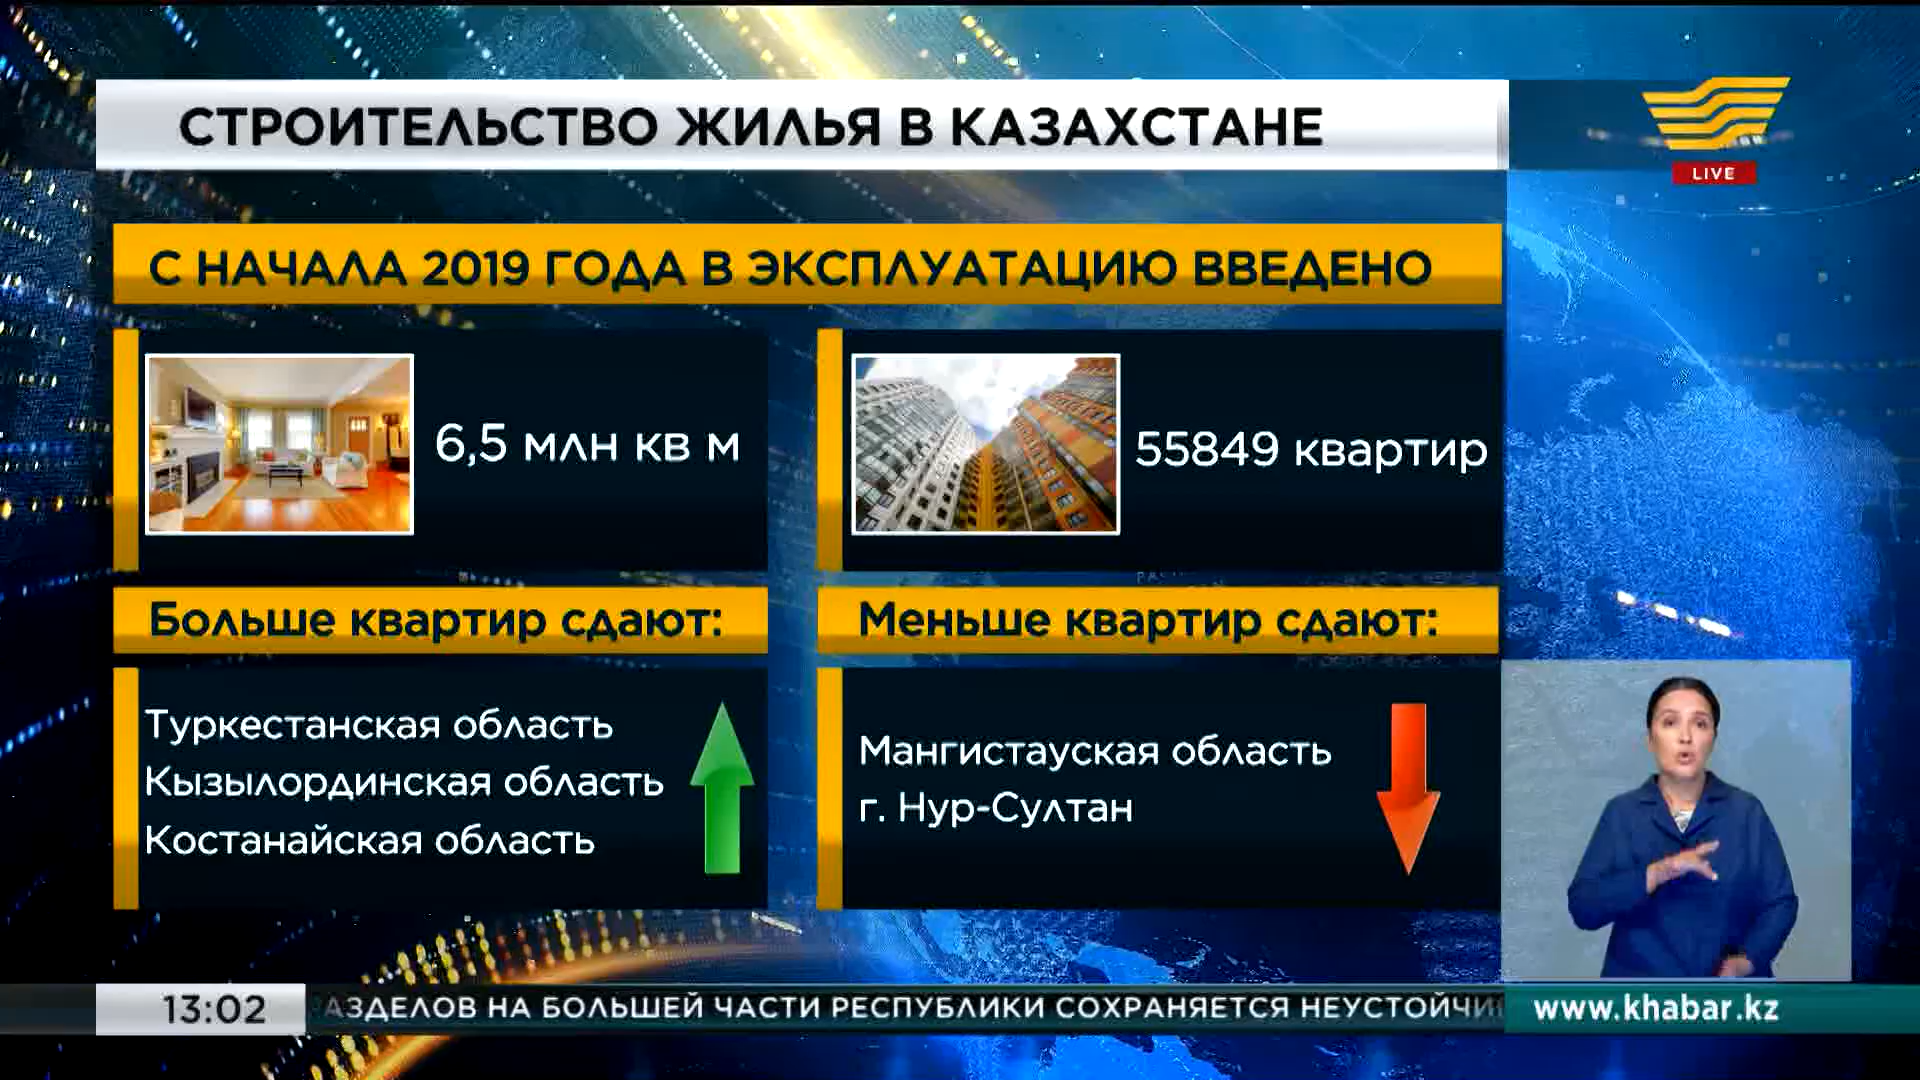 СТРОИТЕЛЬСТВО ЖИЛЬЯ В КАЗАХСТАНЕ
LIVE
С НАЧАЛА 2019 ГОДА В ЭКСПЛУАТАЦИЮ ВВЕДЕНО
6,5 млн кв м
55849 квартир
Больше квартир сдают:
Меньше квартир сдают:
Туркестанская область
Кызылординская область
Костанайская область
Мангистауская область
г. Нур-Султан
13:02
АЗДЕЛОВ НА БОЛЬШЕЙ ЧАСТИ РЕСПУБЛИКИ СОХРАНЯЕТСЯ НЕУСТОЙЧИ
www.khabar.kz